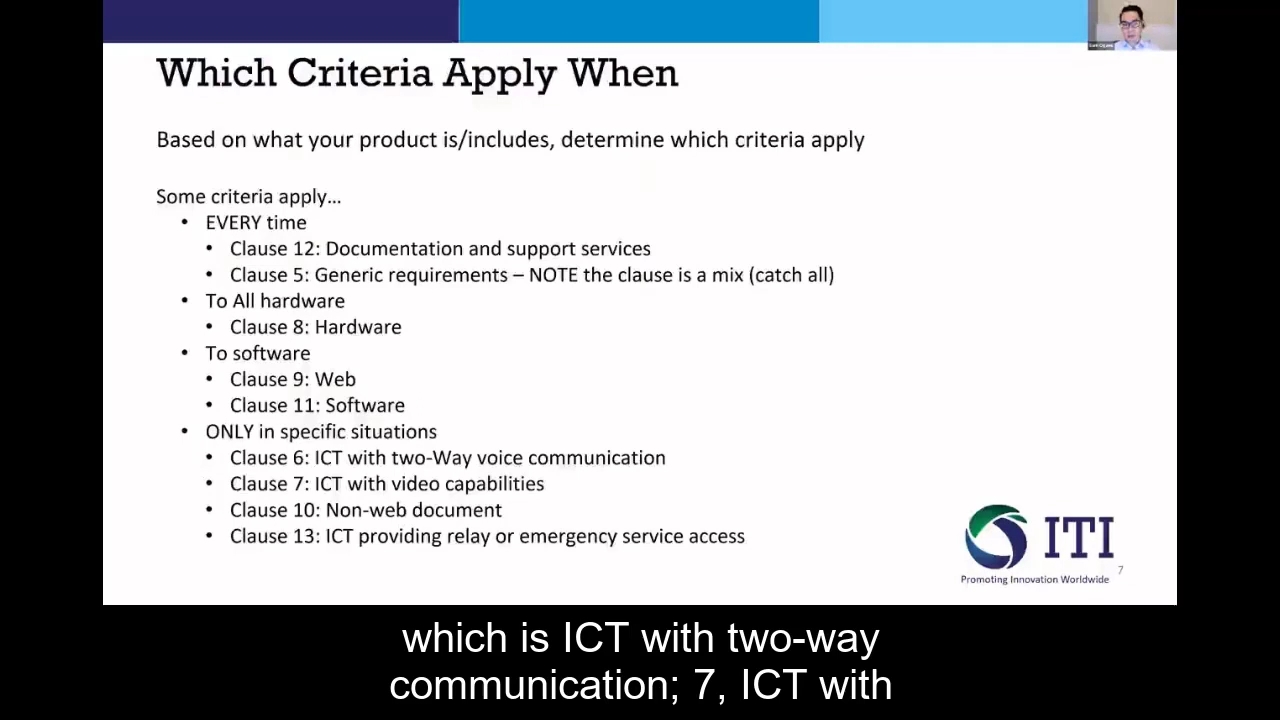 Which Criteria Apply When
Based on what your product is/includes, determine which criteria apply
Some criteria apply…
• EVERY time
• Clause 12: Documentation and support services
• Clause 5: Generic requirements – NOTE the clause is a mix (catch all)
• To All hardware
• Clause 8: Hardware
• To software
• Clause 9: Web
• Clause 11: Software
• ONLY in specific situations
• Clause 6: ICT with two-Way voice communication
• Clause 7: ICT with video capabilities
• Clause 10: Non-web document
• Clause 13: ICT providing relay or emergency service access
ITI
Promoting Innovation Worldwide
7
which is ICT with two-way
communication; 7, ICT with